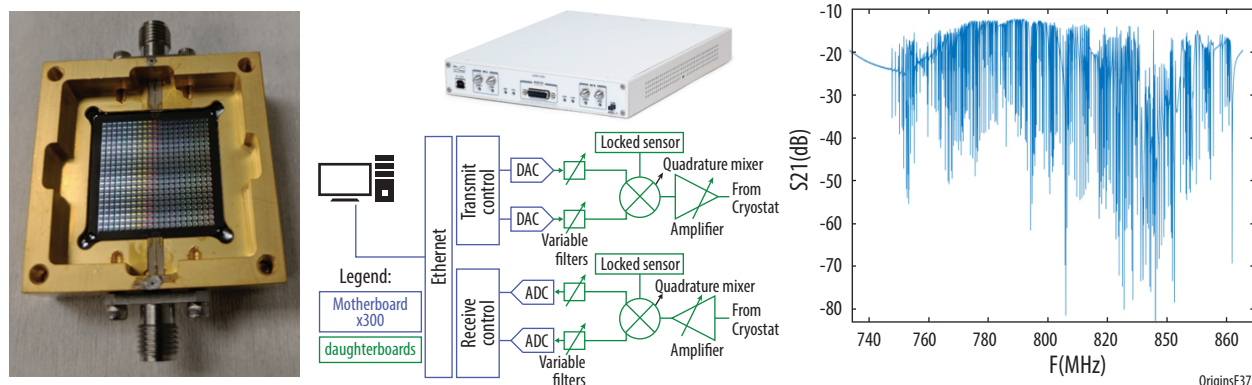 Locked sensor
Quadrature mixer
DAC
DAC
Transmit
control
Variable
filters
Amplifier
From
Cryostat
Ethernet
Legend:
Motherboard
x300
daughterboards
Locked sensor
Quadrature mixer
ADC
ADC
Receive
control
Variable
filters
Amplifier
From
Cryostat
S21(dB)
-10
-20
-30
-40
-50
-60
-70
-80
740
760
780
800
820
850
860
F(MHz)
OriginsF37